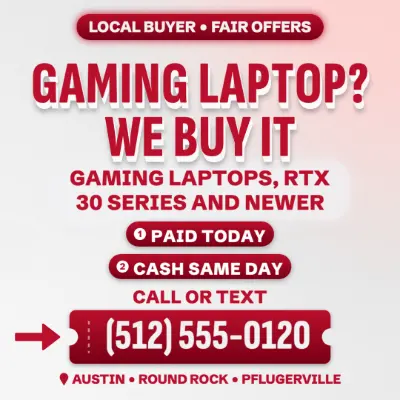 LOCAL BUYER • FAIR OFFERS
GAMING LAPTOP?
WE BUY IT
GAMING LAPTOPS, RTX
30 SERIES AND NEWER
1 PAID TODAY
2 CASH SAME DAY
CALL OR TEXT
(512) 555-0120
AUSTIN • ROUND ROCK • PFLUGERVILLE